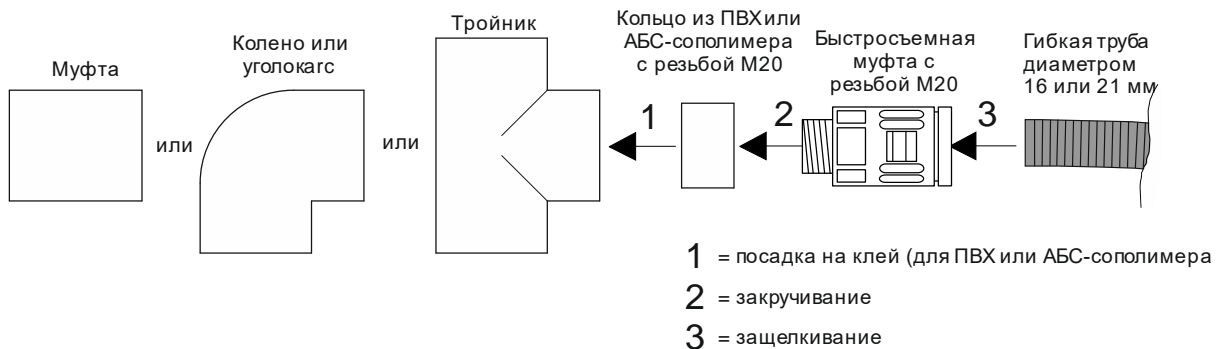 Муфта
или
Колено или
уголокarc
или
Тройник
1
Кольцо из ПВХ или
АБС-сополимера
с резьбой М20
2
Быстросъемная
муфта с
резьбой М20
3
Гибкая труба
диаметром
16 или 21 мм
1 = посадка на клей (для ПВХ или АБС-сополимера
2 = закручивание
3 = защелкивание